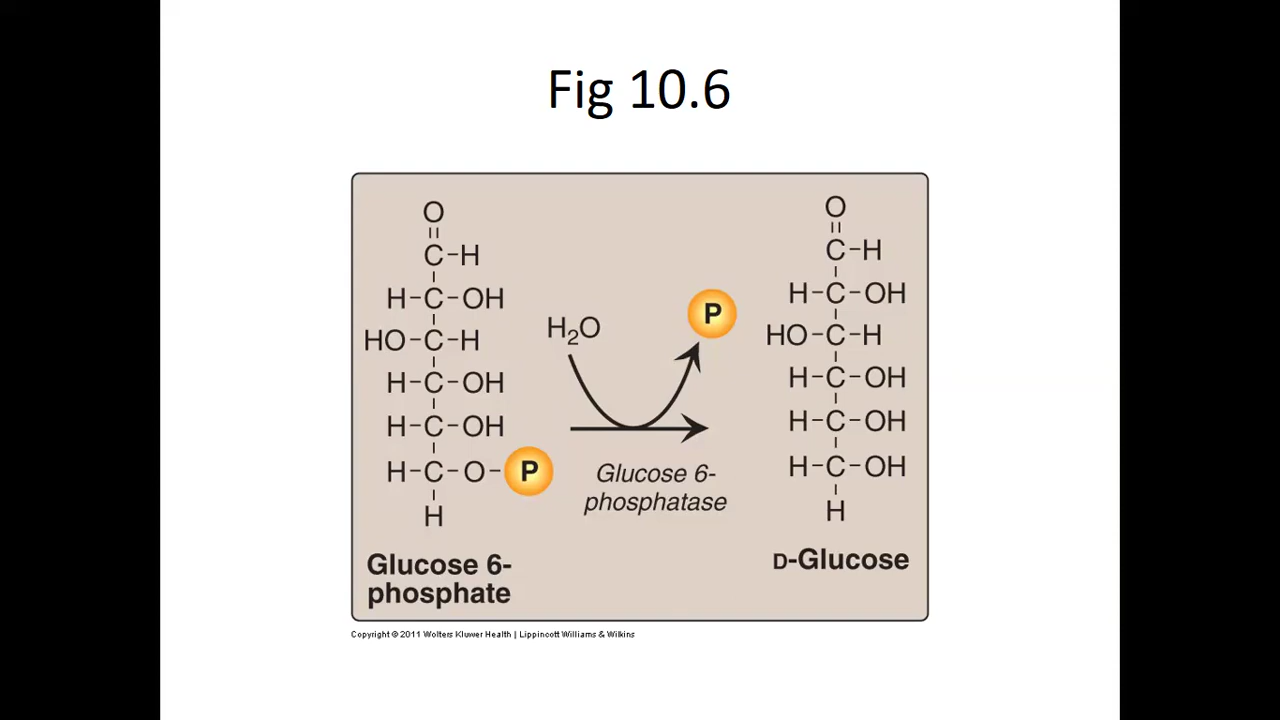 Fig 10.6
O
C-H
H-C-OH
HO-C-H
H-C-OH
H-C-OH
H-C-O-P
H
Glucose 6-
phosphate
H₂O
P
Glucose 6-
phosphatase
O
C-H
H-C-OH
HO-C-H
H-C-OH
H-C-OH
H-C-OH
H
D-Glucose
Copyright © 2011 Wolters Kluwer Health | Lippincott Williams & Wilkins